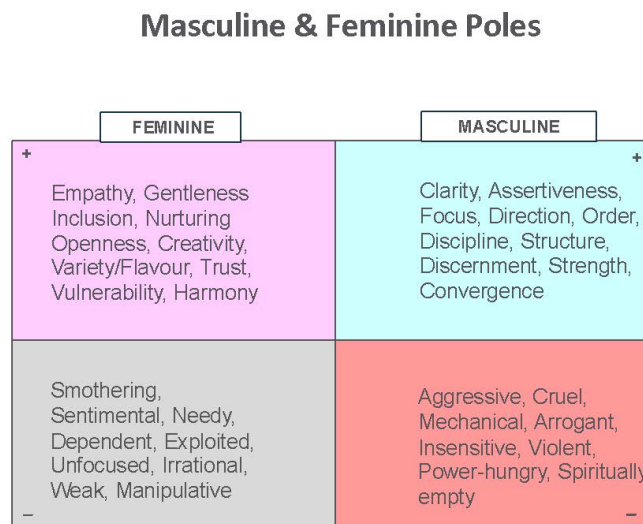 Masculine & Feminine Poles
FEMININE
MASCULINE
+
+
Empathy, Gentleness
Inclusion, Nurturing
Openness, Creativity,
Variety/Flavour, Trust,
Vulnerability, Harmony
Clarity, Assertiveness,
Focus, Direction, Order,
Discipline, Structure,
Discernment, Strength,
Convergence
Smothering,
Sentimental, Needy,
Dependent, Exploited,
Unfocused, Irrational,
Weak, Manipulative
Aggressive, Cruel,
Mechanical, Arrogant,
Insensitive, Violent,
Power-hungry, Spiritually
empty
–
–